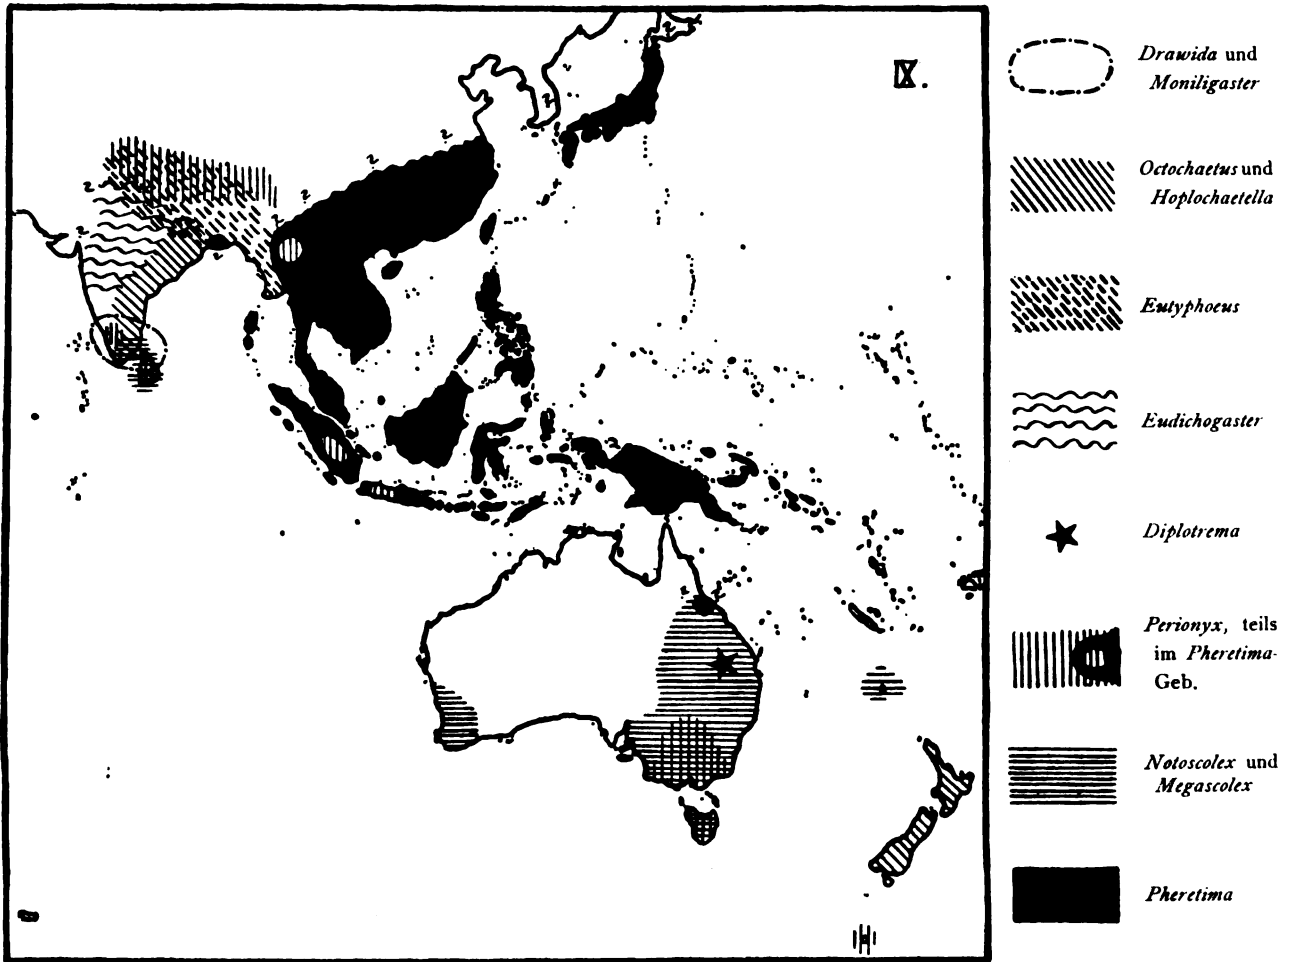 IX.
Drawida und
Moniligaster
Octochaetus und
Hoplochaetella
Eutyphoeus
Eudichogaster
Diplotrema
Perionyx, teils
im Pheretima-
Geb.
Notoscolex und
Megascolex
Pheretima